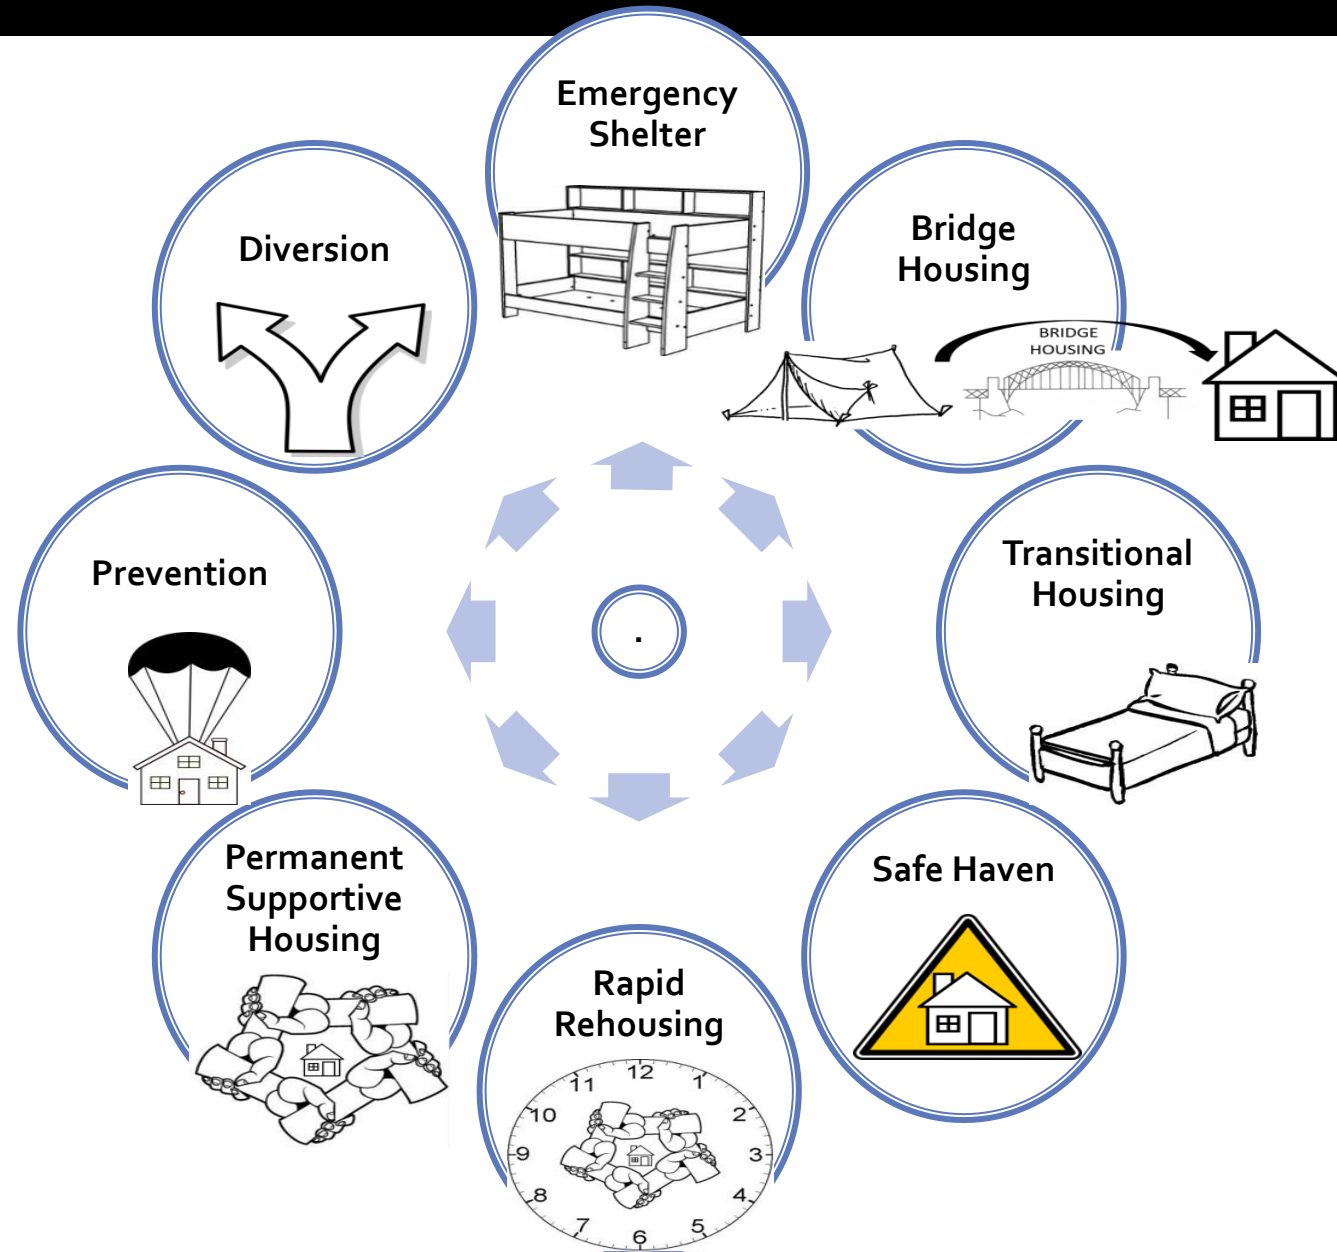 Emergency
Shelter
Bridge
Housing
BRIDGE
HOUSING
Transitional
Housing
Safe Haven
Rapid
Rehousing
12
1
2
3
4
5
6
7
8
9
10
11
Permanent
Supportive
Housing
Prevention
Diversion
.